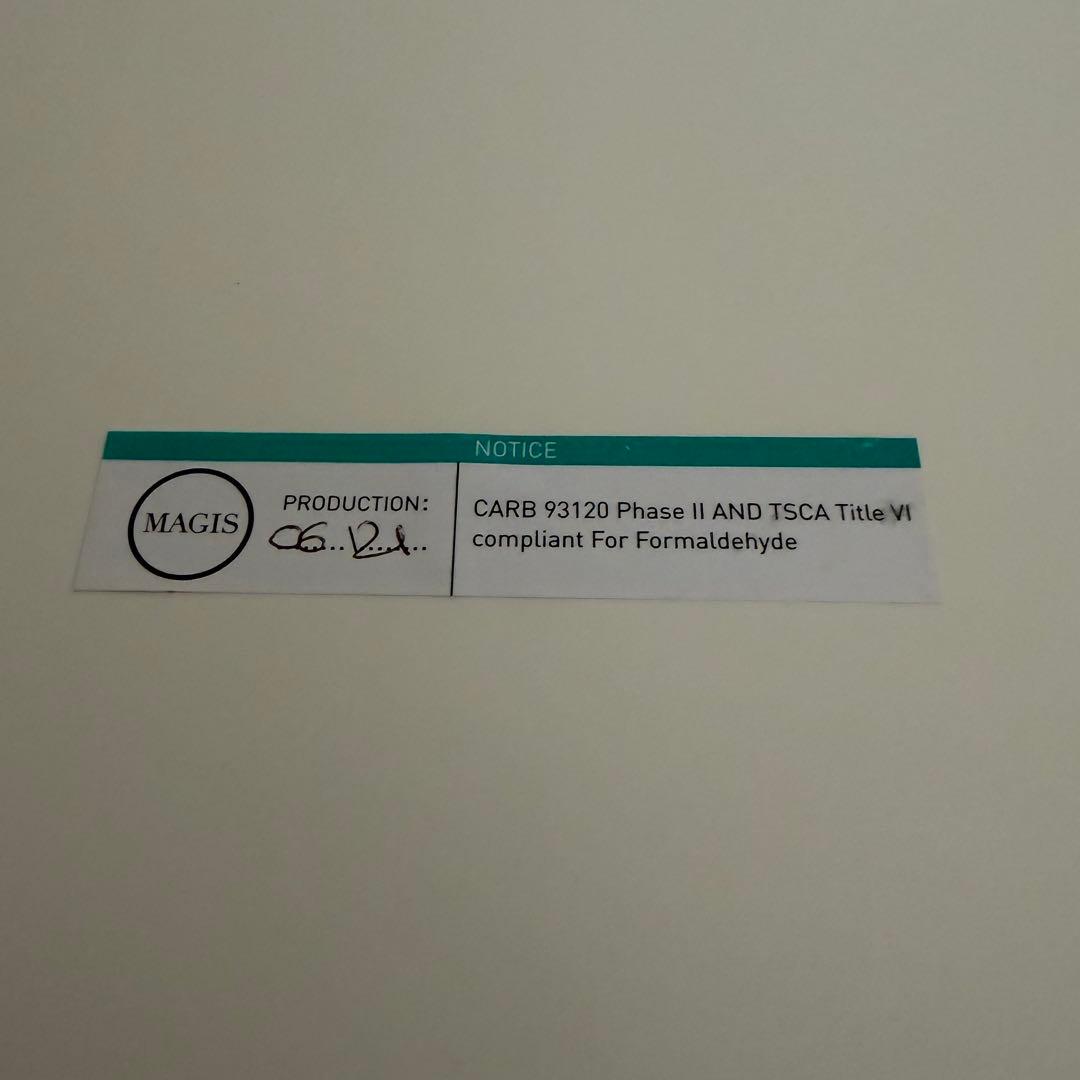 NOTICE
MAGIS
PRODUCTION:
CARB 93120 Phase II AND TSCA Title VI
compliant For Formaldehyde